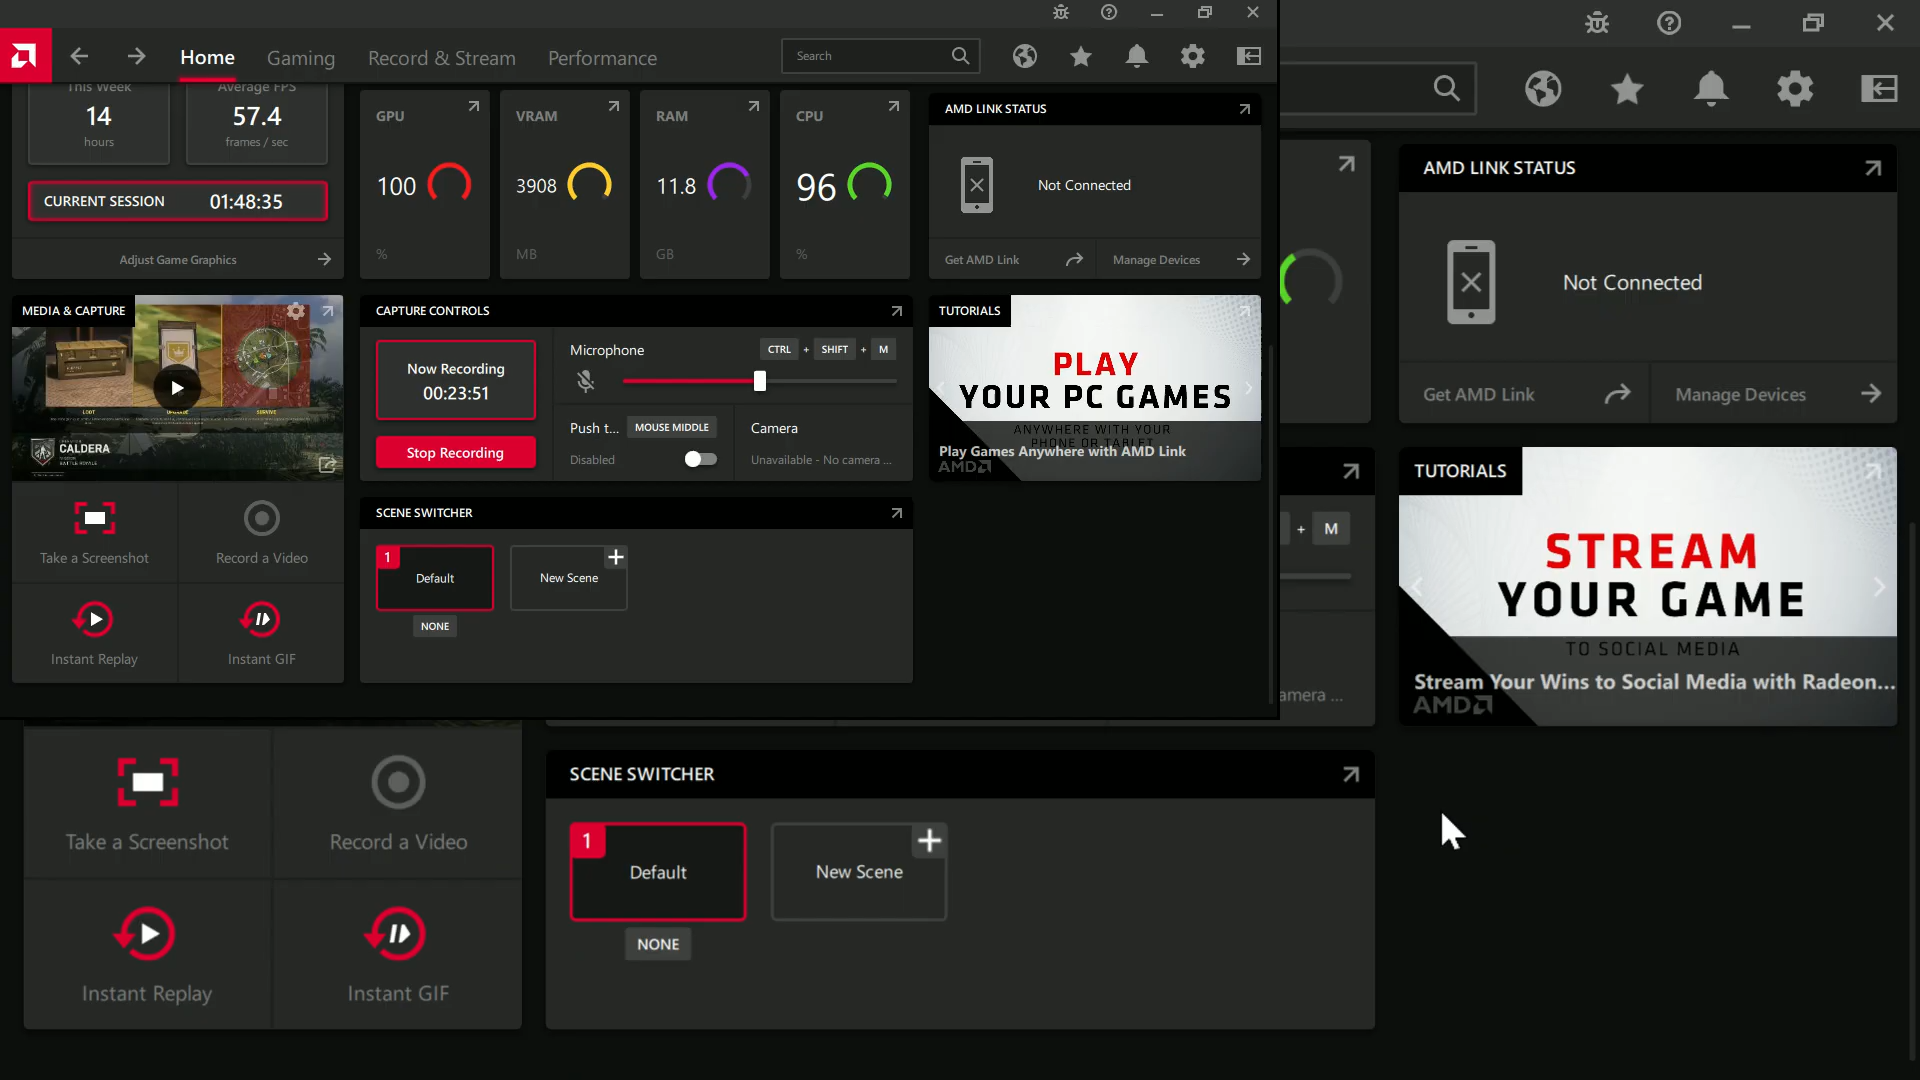 Home
Gaming
Record & Stream
Performance
Search
This Week
14
hours
Average FPS
57.4
frames / sec
CURRENT SESSION
01:48:35
Adjust Game Graphics
GPU
100
%
VRAM
3908
MB
RAM
11.8
GB
CPU
96
%
AMD LINK STATUS
Not Connected
Get AMD Link
Manage Devices
MEDIA & CAPTURE
LOOT
UPGRADE
SURVIVE
CALDERA
BATTLE ROYALE
Take a Screenshot
Record a Video
Instant Replay
Instant GIF
CAPTURE CONTROLS
Now Recording
00:23:51
Stop Recording
Microphone
CTRL + SHIFT + M
Push t...
MOUSE MIDDLE
Disabled
Camera
Unavailable - No camera ...
TUTORIALS
PLAY
YOUR PC GAMES
ANYWHERE WITH YOUR
PHONE OR TABLET
Play Games Anywhere with AMD Link
AMD
SCENE SWITCHER
1
Default
New Scene
NONE
AMD LINK STATUS
Not Connected
Get AMD Link
Manage Devices
+ M
amera ...
TUTORIALS
STREAM
YOUR GAME
TO SOCIAL MEDIA
Stream Your Wins to Social Media with Radeon...
AMD
Take a Screenshot
Record a Video
Instant Replay
Instant GIF
SCENE SWITCHER
1
Default
New Scene
NONE